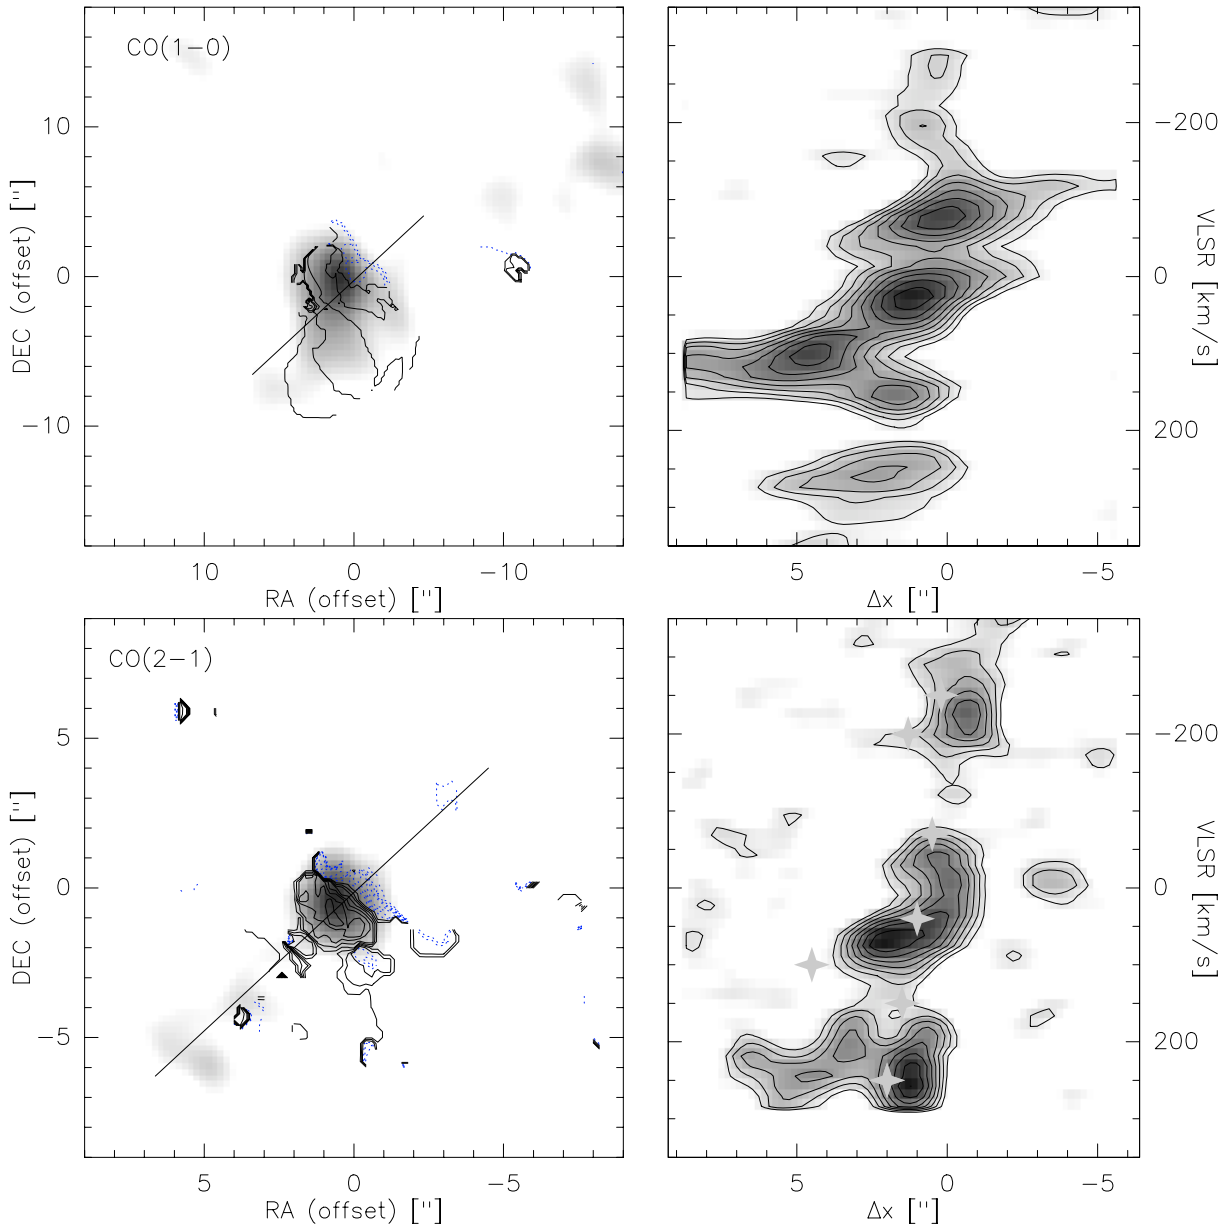 CO(1−0)
10
0
−10
DEC (offset) ["]
10 0 −10
RA (offset) ["]
−200
0
200
VLSR [km/s]
5 0 −5
Δx ["]
CO(2−1)
5
0
−5
DEC (offset) ["]
5 0 −5
RA (offset) ["]
−200
0
200
VLSR [km/s]
5 0 −5
Δx ["]